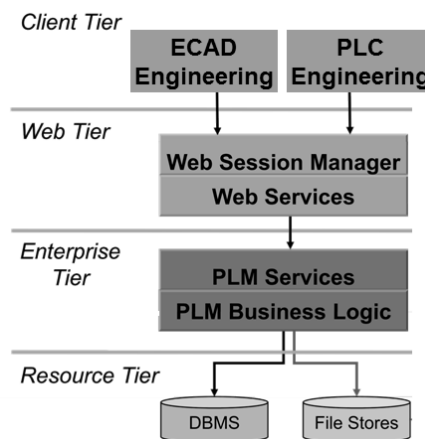 Client Tier
ECAD
Engineering
PLC
Engineering
Web Tier
Web Session Manager
Web Services
Enterprise
Tier
PLM Services
PLM Business Logic
Resource Tier
DBMS
File Stores